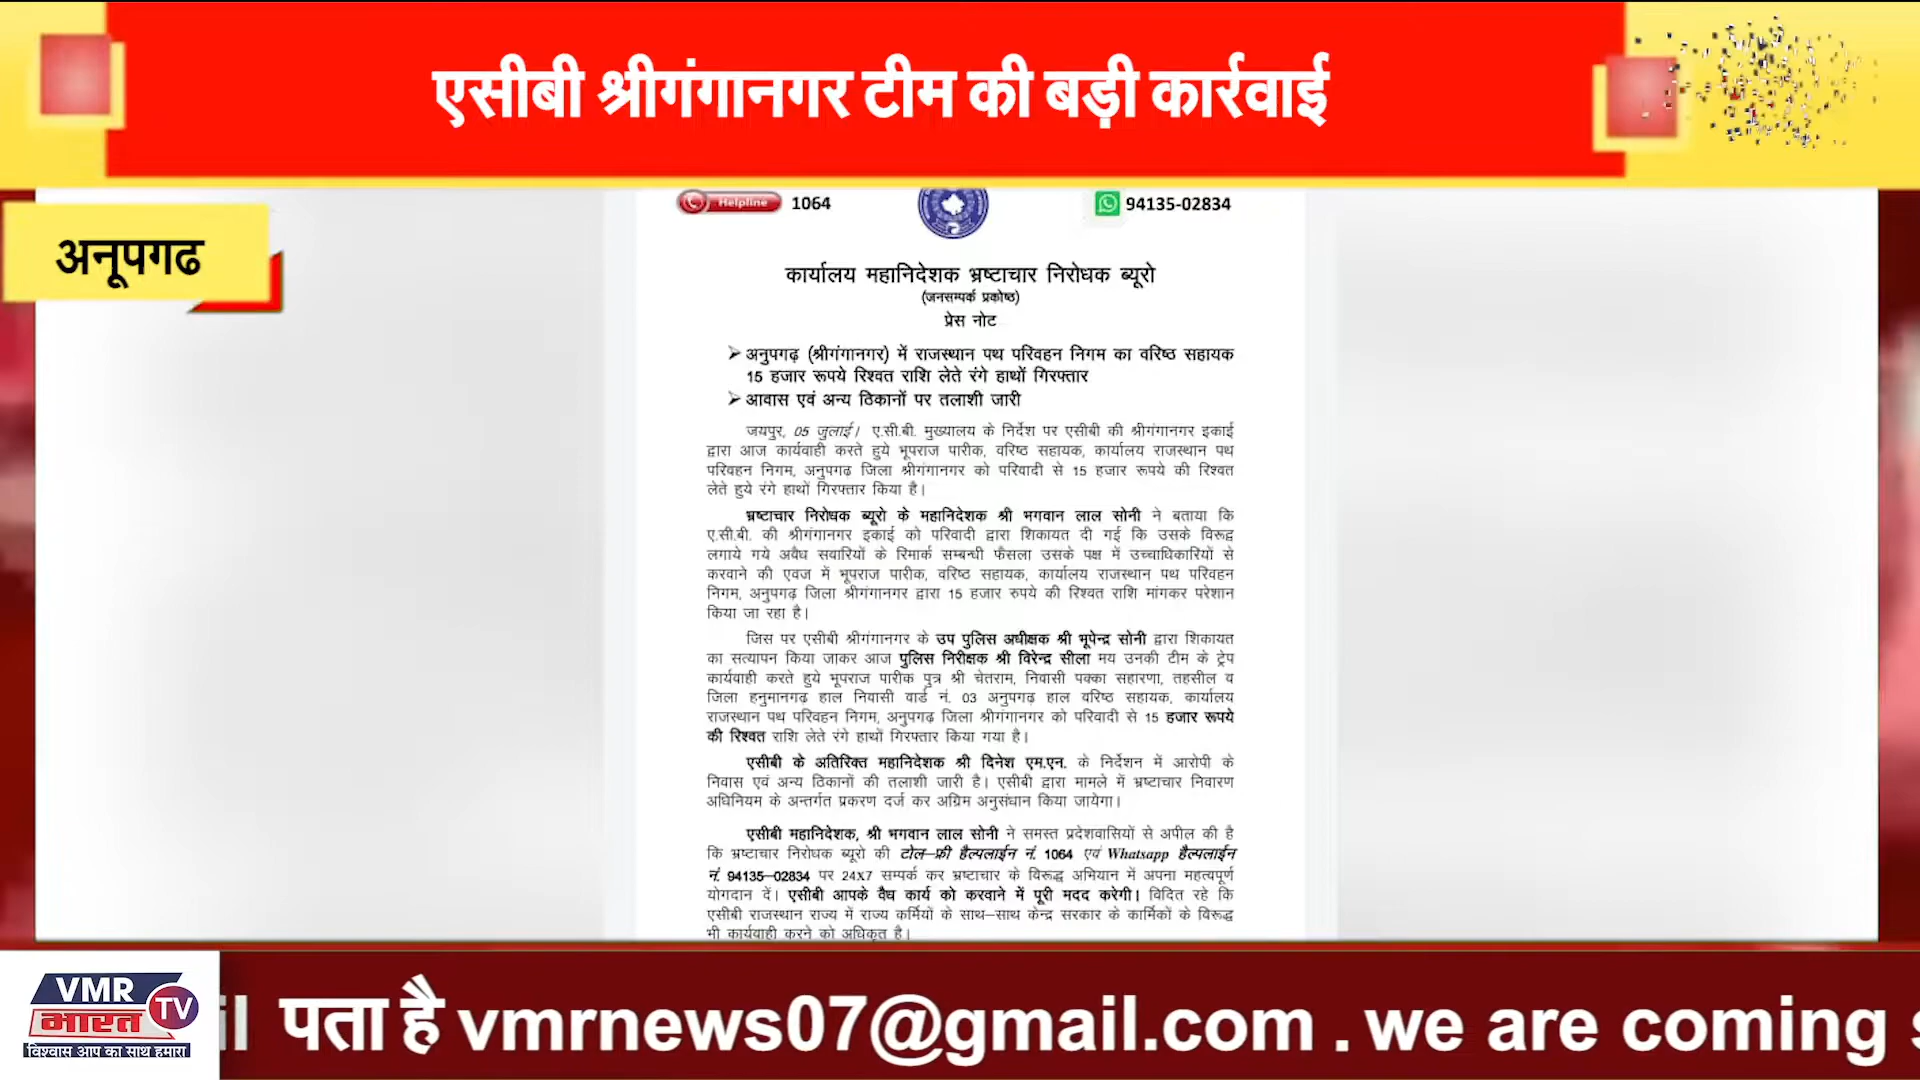 एसीबी श्रीगंगानगर टीम की बड़ी कार्रवाई
अनूपगढ
Helpline 1064
94135-02834
कार्यालय महानिदेशक भ्रष्टाचार निरोधक ब्यूरो
(जनसम्पर्क प्रकोष्ठ)
प्रेस नोट
➢ अनुपगढ़ (श्रीगंगानगर) में राजस्थान पथ परिवहन निगम का वरिष्ठ सहायक
15 हजार रूपये रिश्वत राशि लेते रंगे हाथों गिरफ्तार
➢ आवास एवं अन्य ठिकानों पर तलाशी जारी
जयपुर, 05 जुलाई। ए.सी.बी. मुख्यालय के निर्देश पर एसीबी की श्रीगंगानगर इकाई
द्वारा आज कार्यवाही करते हुये भूपराज पारीक, वरिष्ठ सहायक, कार्यालय राजस्थान पथ
परिवहन निगम, अनुपगढ जिला श्रीगंगानगर को परिवादी से 15 हजार रूपये की रिश्वत
लेते हुये रंगे हाथों गिरफ्तार किया है।
भ्रष्टाचार निरोधक ब्यूरो के महानिदेशक श्री भगवान लाल सोनी ने बताया कि
ए.सी.बी. की श्रीगंगानगर इकाई को परिवादी द्वारा शिकायत दी गई कि उसके विरूद्व
लगाये गये अवैध सवारियों के रिमार्क सम्बन्धी फैसला उसके पक्ष में उच्चाधिकारियों से
करवाने की एवज में भूपराज पारीक, वरिष्ठ सहायक, कार्यालय राजस्थान पथ परिवहन
निगम, अनुपगढ़ जिला श्रीगंगानगर द्वारा 15 हजार रुपये की रिश्वत राशि मांगकर परेशान
किया जा रहा है।
जिस पर एसीबी श्रीगंगानगर के उप पुलिस अधीक्षक श्री भूपेन्द्र सोनी द्वारा शिकायत
का सत्यापन किया जाकर आज पुलिस निरीक्षक श्री विरेन्द्र सीला मय उनकी टीम के ट्रेप
कार्यवाही करते हुये भूपराज पारीक पुत्र श्री चेतराम, निवासी पक्का सहारणा, तहसील व
जिला हनुमानगढ़ हाल निवासी वार्ड नं. 03 अनुपगढ़ हाल वरिष्ठ सहायक, कार्यालय
राजस्थान पथ परिवहन निगम, अनुपगढ़ जिला श्रीगंगानगर को परिवादी से 15 हजार रूपये
की रिश्वत राशि लेते रंगे हाथों गिरफ्तार किया गया है।
एसीबी के अतिरिक्त महानिदेशक श्री दिनेश एम.एन. के निर्देशन में आरोपी के
निवास एवं अन्य ठिकानों की तलाशी जारी है। एसीबी द्वारा मामले में भ्रष्टाचार निवारण
अधिनियम के अन्तर्गत प्रकरण दर्ज कर अग्रिम अनुसंधान किया जायेगा।
एसीबी महानिदेशक, श्री भगवान लाल सोनी ने समस्त प्रदेशवासियों से अपील की है
कि भ्रष्टाचार निरोधक ब्यूरो की टोल–फ्री हैल्पलाईन नं. 1064 एवं Whatsapp हैल्पलाईन
नं. 94135–02834 पर 24X7 सम्पर्क कर भ्रष्टाचार के विरूद्ध अभियान में अपना महत्वपूर्ण
योगदान दें। एसीबी आपके वैध कार्य को करवाने में पूरी मदद करेगी। विदित रहे कि
एसीबी राजस्थान राज्य में राज्य कर्मियों के साथ–साथ केन्द्र सरकार के कार्मिकों के विरूद्ध
भी कार्यवाही करने को अधिकृत है।
VMR भारत TV
विश्वास आप का साथ हमारा
il पता है vmrnews07@gmail.com . we are coming s